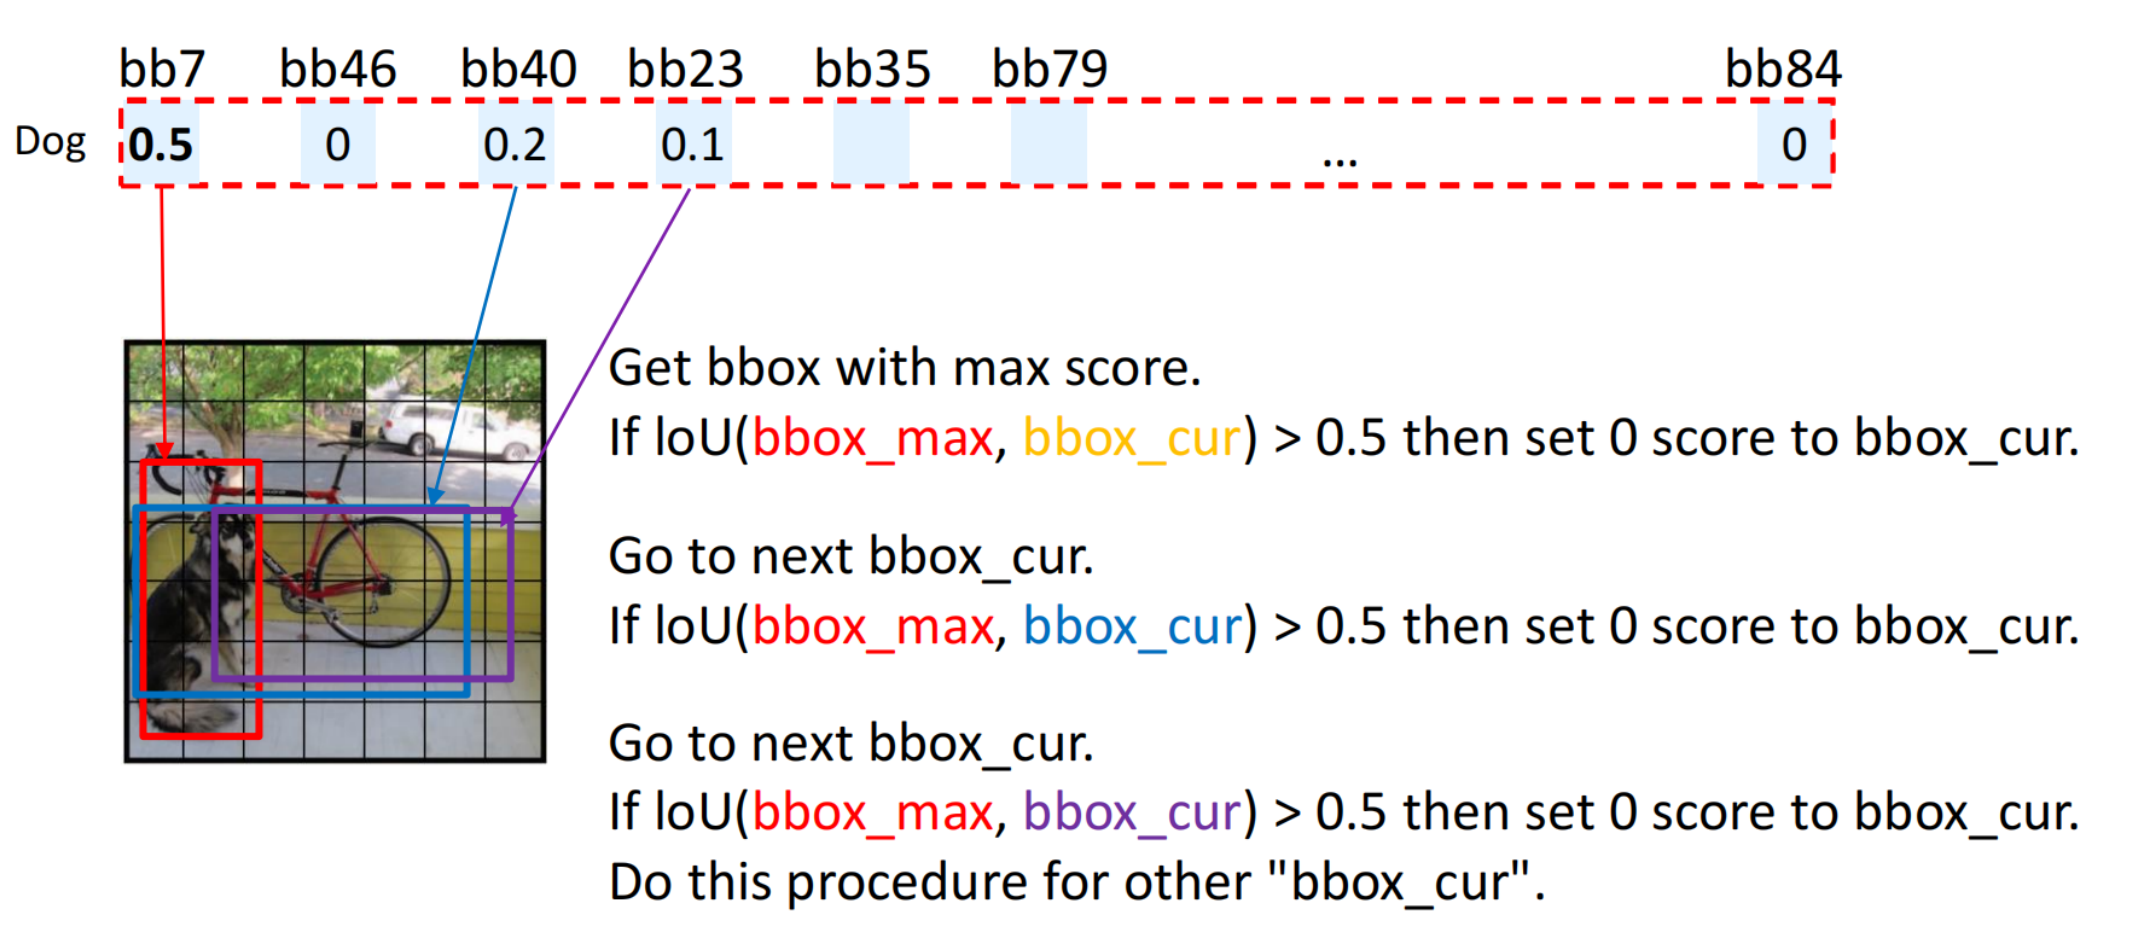 bb7 bb46 bb40 bb23 bb35 bb79 bb84
Dog 0.5 0 0.2 0.1 ... 0
Get bbox with max score.
If IoU(bbox_max, bbox_cur) > 0.5 then set 0 score to bbox_cur.
Go to next bbox_cur.
If IoU(bbox_max, bbox_cur) > 0.5 then set 0 score to bbox_cur.
Go to next bbox_cur.
If IoU(bbox_max, bbox_cur) > 0.5 then set 0 score to bbox_cur.
Do this procedure for other "bbox_cur".